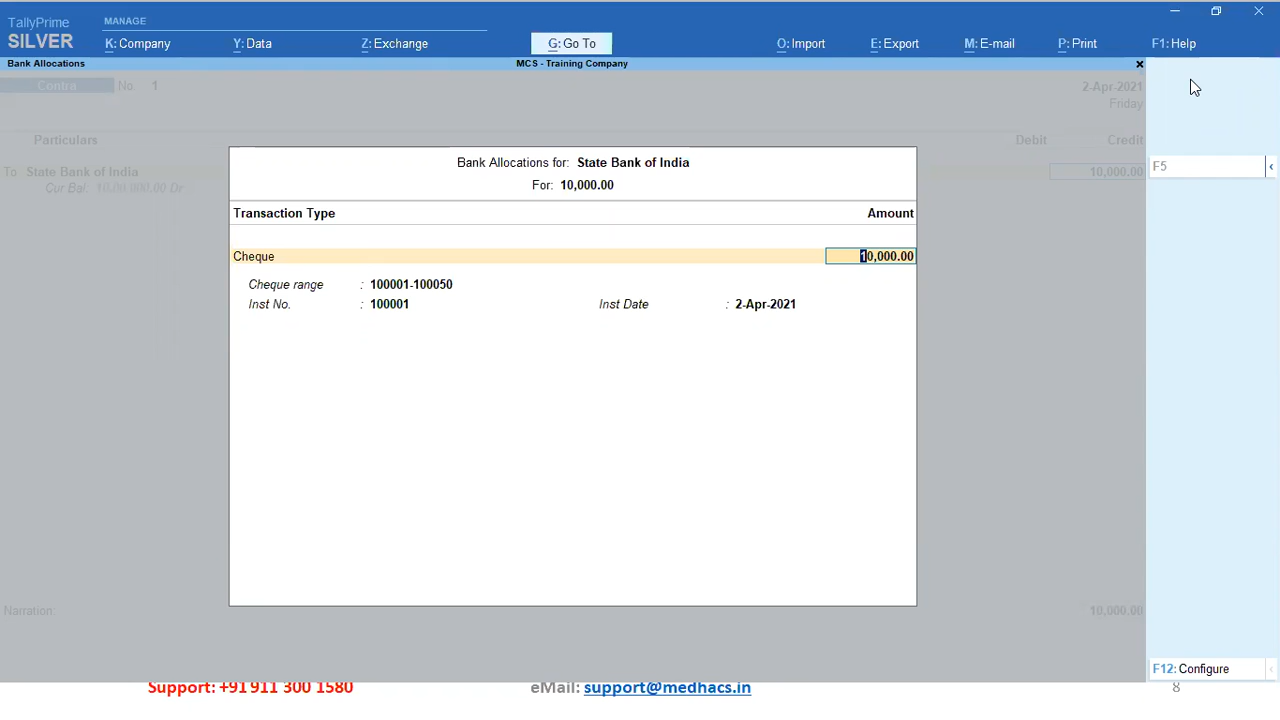 TallyPrime
MANAGE
SILVER
K: Company
Y: Data
Z: Exchange
G: Go To
O: Import
E: Export
M: E-mail
P: Print
F1: Help
Bank Allocations
MCS - Training Company
Contra No. 1
2-Apr-2021
Friday
Particulars
Debit Credit
To State Bank of India
10,000.00
Cur Bal: 10,00,000.00 Dr
F5
Bank Allocations for: State Bank of India
For: 10,000.00
Transaction Type Amount
Cheque 10,000.00
Cheque range : 100001-100050
Inst No. : 100001 Inst Date : 2-Apr-2021
Narration:
10,000.00
F12: Configure
Support: +91 911 300 1580
eMail: support@medhacs.in
8